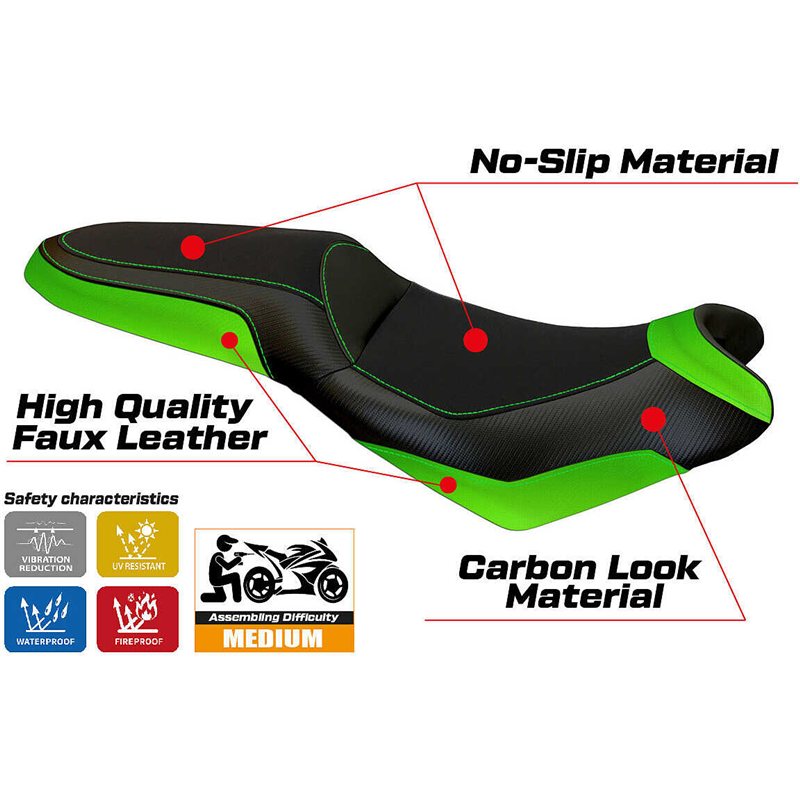 No-Slip Material
High Quality
Faux Leather
Safety characteristics
VIBRATION
REDUCTION
UV RESISTANT
WATERPROOF
FIREPROOF
Assembling Difficulty
MEDIUM
Carbon Look
Material